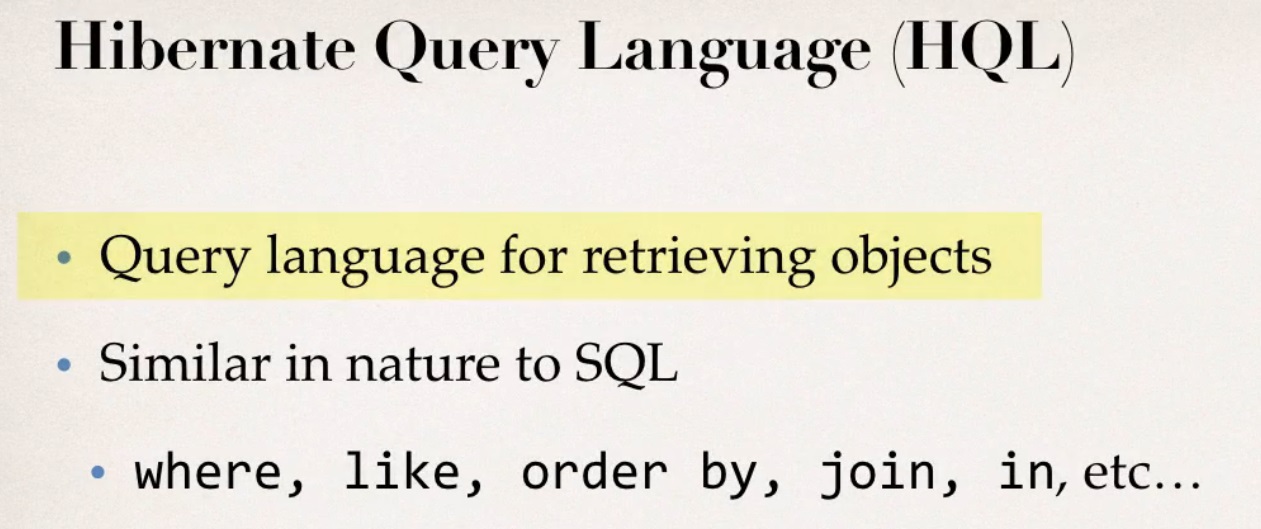 Hibernate Query Language (HQL)
• Query language for retrieving objects
• Similar in nature to SQL
• where, like, order by, join, in, etc...